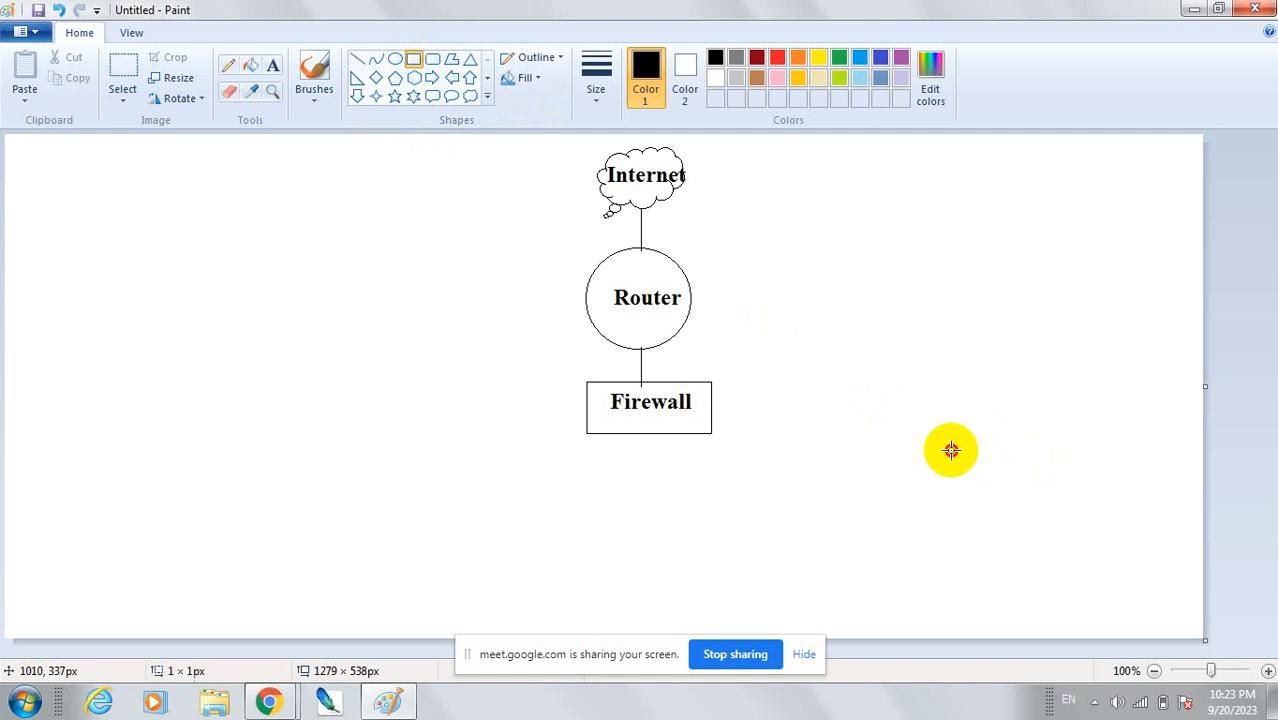 Untitled - Paint
Home View
Paste
Cut
Copy
Clipboard
Select
Crop
Resize
Rotate
Image
A
Tools
Brushes
Outline
Fill
Shapes
Size
Color 1
Color 2
Edit colors
Colors
Internet
Router
Firewall
meet.google.com is sharing your screen. Stop sharing Hide
1010, 337px 1 × 1px 1279 × 538px 100%
EN 10:23 PM
9/20/2023